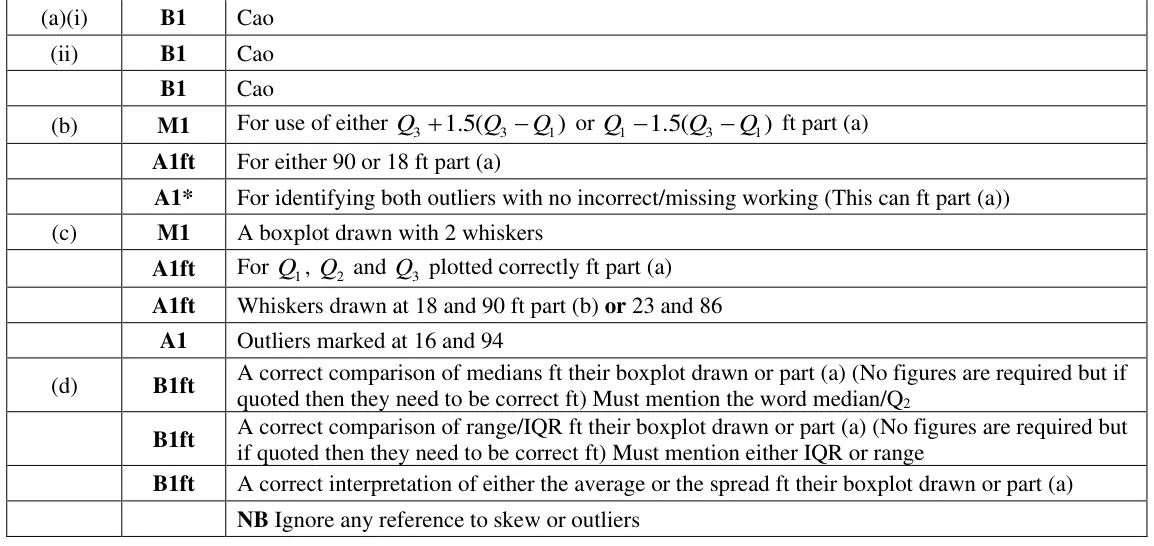 (a)(i) B1 Cao
(ii) B1 Cao
B1 Cao
(b) M1 For use of either Q₃ + 1.5(Q₃ − Q₁) or Q₁ − 1.5(Q₃ − Q₁) ft part (a)
A1ft For either 90 or 18 ft part (a)
A1* For identifying both outliers with no incorrect/missing working (This can ft part (a))
(c) M1 A boxplot drawn with 2 whiskers
A1ft For Q₁, Q₂ and Q₃ plotted correctly ft part (a)
A1ft Whiskers drawn at 18 and 90 ft part (b) or 23 and 86
A1 Outliers marked at 16 and 94
(d) B1ft A correct comparison of medians ft their boxplot drawn or part (a) (No figures are required but if
quoted then they need to be correct ft) Must mention the word median/Q₂
B1ft A correct comparison of range/IQR ft their boxplot drawn or part (a) (No figures are required but
if quoted then they need to be correct ft) Must mention either IQR or range
B1ft A correct interpretation of either the average or the spread ft their boxplot drawn or part (a)
NB Ignore any reference to skew or outliers